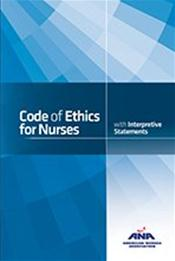 Code of Ethics
for Nurses
with Interpretive
Statements
ANA
AMERICAN NURSES
ASSOCIATION